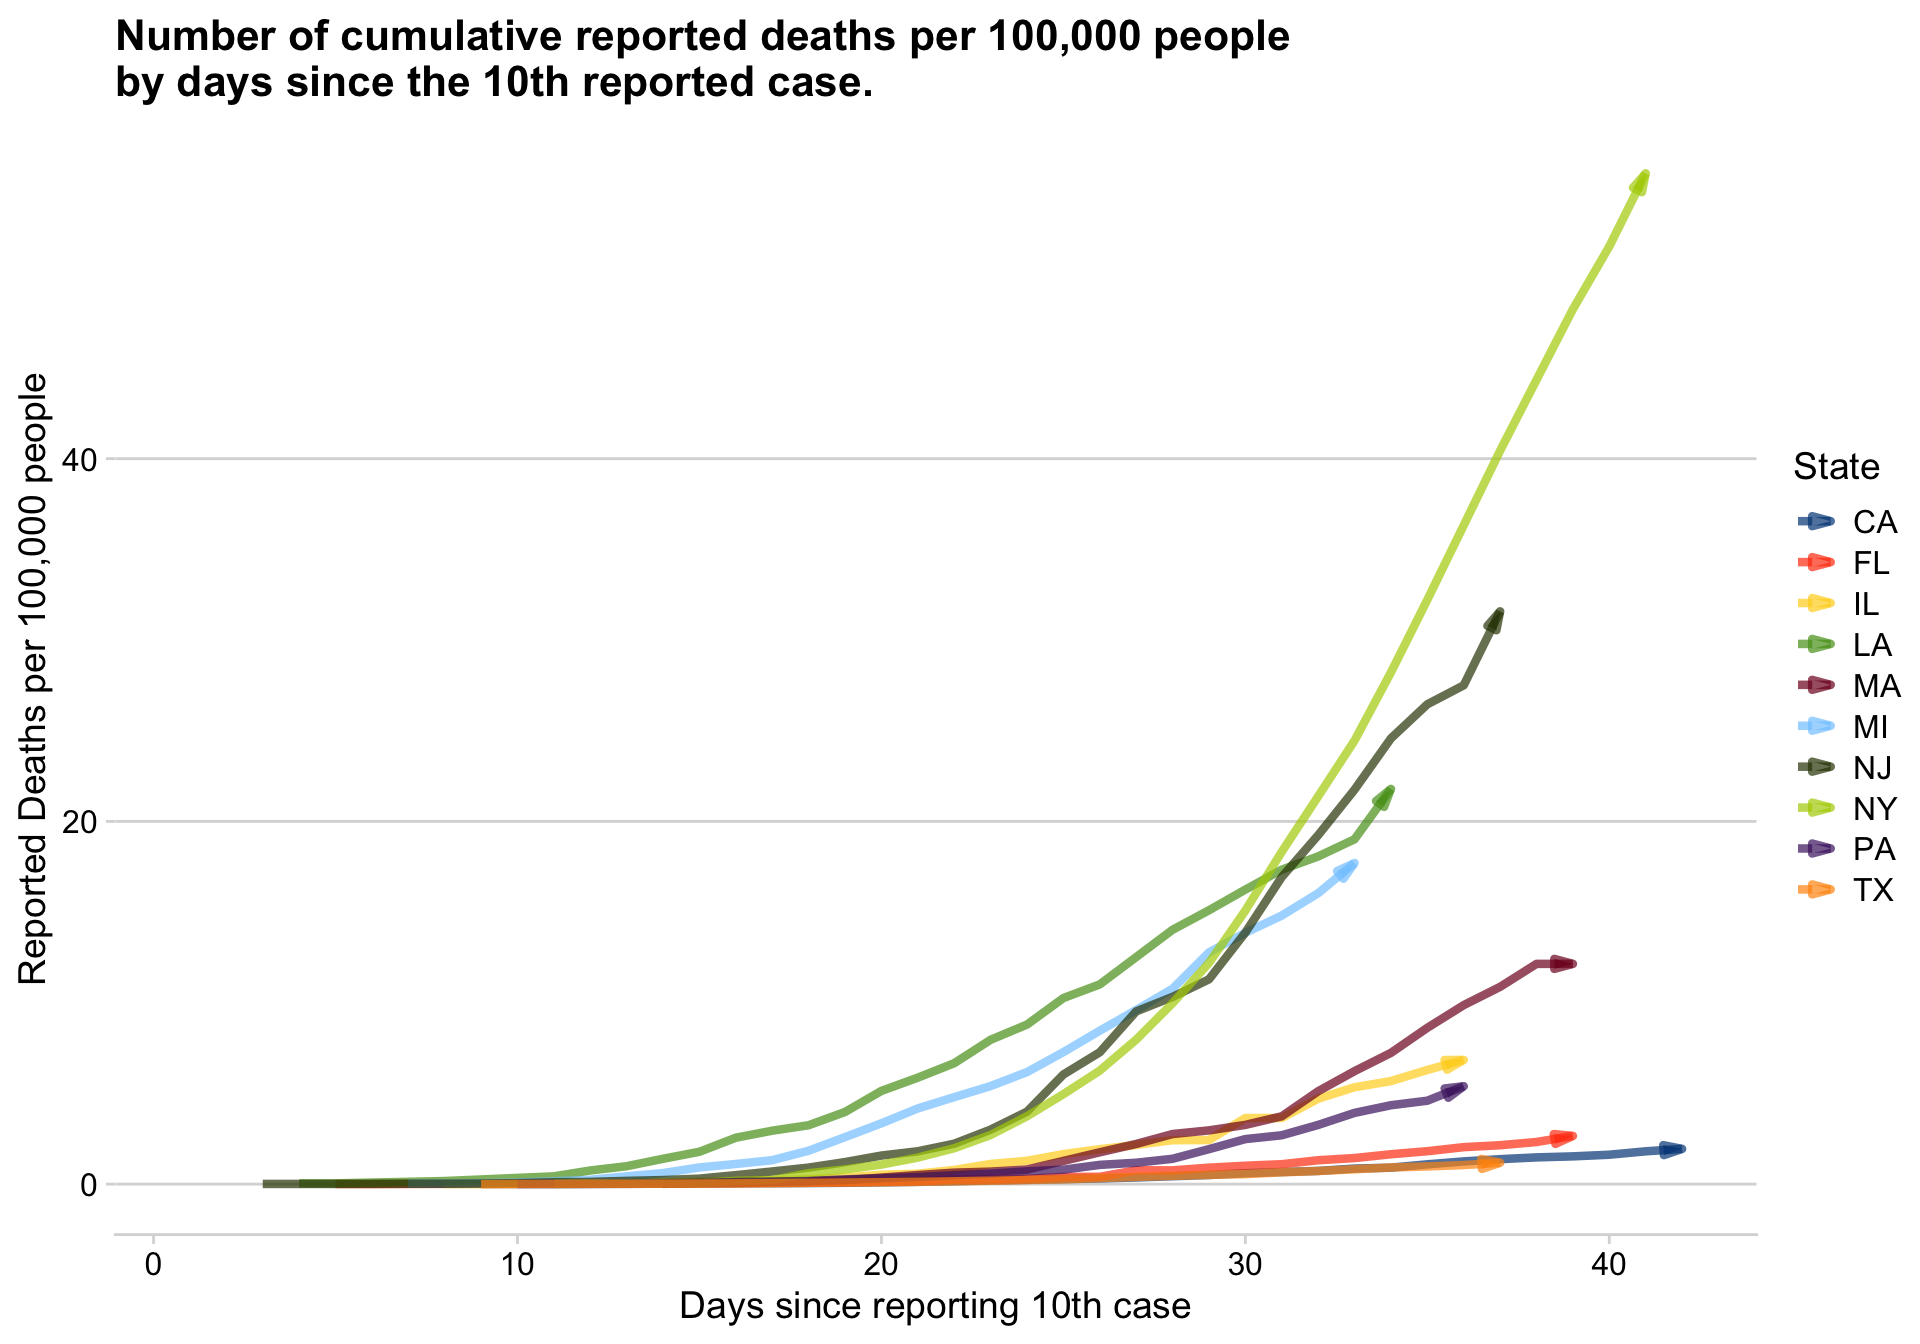 Number of cumulative reported deaths per 100,000 people
by days since the 10th reported case.
Reported Deaths per 100,000 people
40
20
0
0
10
20
30
40
Days since reporting 10th case
State
CA
FL
IL
LA
MA
MI
NJ
NY
PA
TX